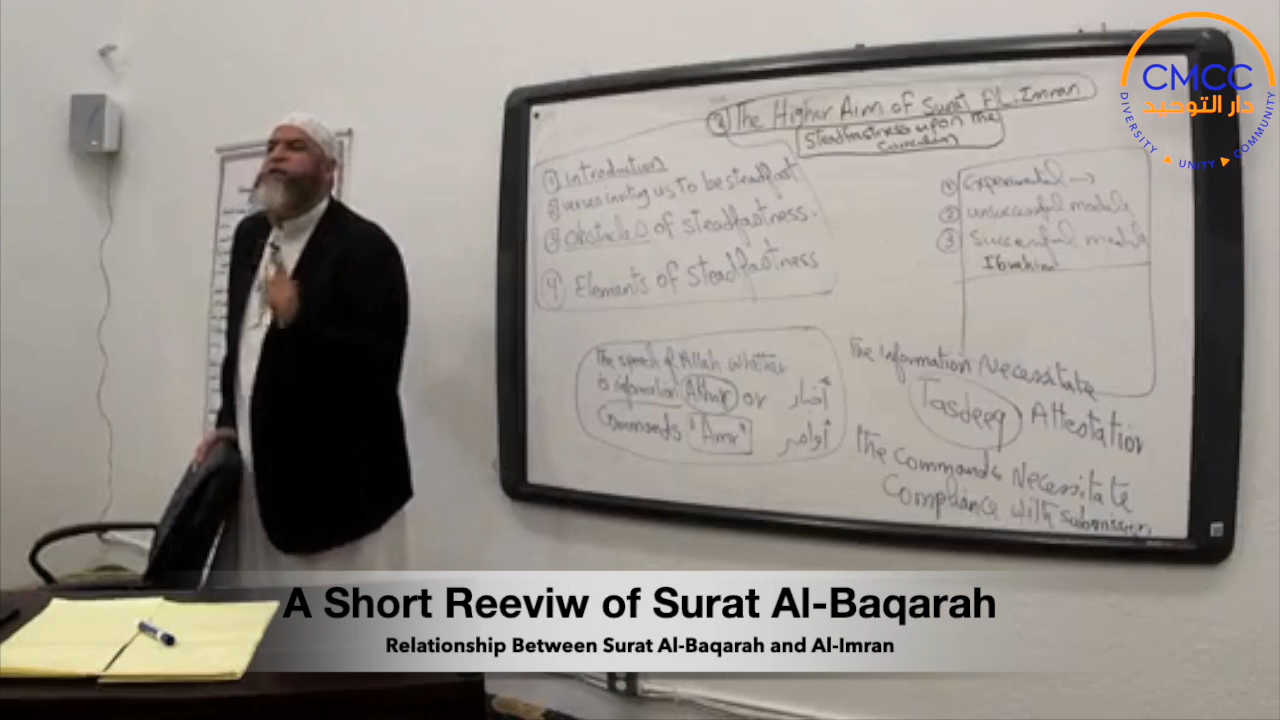 CMCC
دار التوحيد
DIVERSITY UNITY COMMUNITY
② The Higher Aim of Surat Al-Imran
Steadfastness upon the
① introduction
② verses inviting us to be steadfast
③ obstacles of steadfastness.
④ Elements of steadfastness
① Experimental →
② unsuccessful module
③ Successful module
Ibrahim
The speech of Allah whether
is information Akhbar or أخبار
Commands "Amr" أوامر
The Information Necessitate
Tasdeeq Attestation
the commands Necessitate
Compliance with submission
A Short Reeviw of Surat Al-Baqarah
Relationship Between Surat Al-Baqarah and Al-Imran